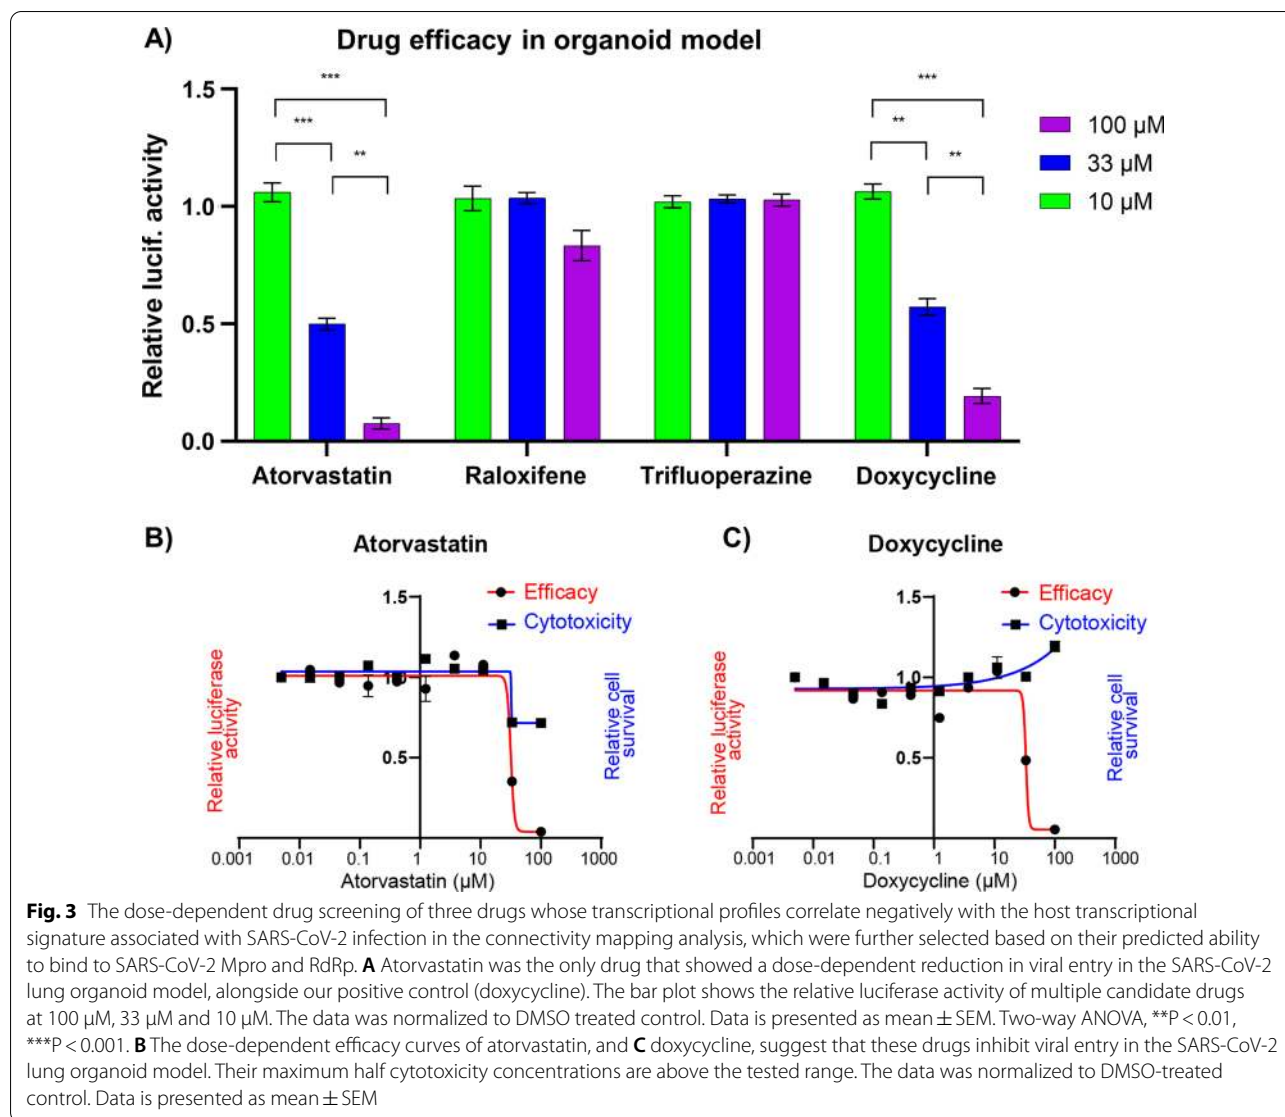 A) Drug efficacy in organoid model
Relative lucif. activity
1.5
1.0
0.5
0.0
***
***
**
***
**
**
100 µM
33 µM
10 µM
Atorvastatin Raloxifene Trifluoperazine Doxycycline
B) Atorvastatin
Relative luciferase
activity
Relative cell
survival
1.5
0.5
Efficacy
Cytotoxicity
0.001 0.01 0.1 1 10 100 1000
Atorvastatin (µM)
C) Doxycycline
Relative luciferase
activity
Relative cell
survival
1.5
1.0
0.5
Efficacy
Cytotoxicity
0.001 0.01 0.1 1 10 100 1000
Doxycycline (µM)
Fig. 3 The dose-dependent drug screening of three drugs whose transcriptional profiles correlate negatively with the host transcriptional
signature associated with SARS-CoV-2 infection in the connectivity mapping analysis, which were further selected based on their predicted ability
to bind to SARS-CoV-2 Mpro and RdRp. A Atorvastatin was the only drug that showed a dose-dependent reduction in viral entry in the SARS-CoV-2
lung organoid model, alongside our positive control (doxycycline). The bar plot shows the relative luciferase activity of multiple candidate drugs
at 100 µM, 33 µM and 10 µM. The data was normalized to DMSO treated control. Data is presented as mean ± SEM. Two-way ANOVA, **P < 0.01,
***P < 0.001. B The dose-dependent efficacy curves of atorvastatin, and C doxycycline, suggest that these drugs inhibit viral entry in the SARS-CoV-2
lung organoid model. Their maximum half cytotoxicity concentrations are above the tested range. The data was normalized to DMSO-treated
control. Data is presented as mean ± SEM